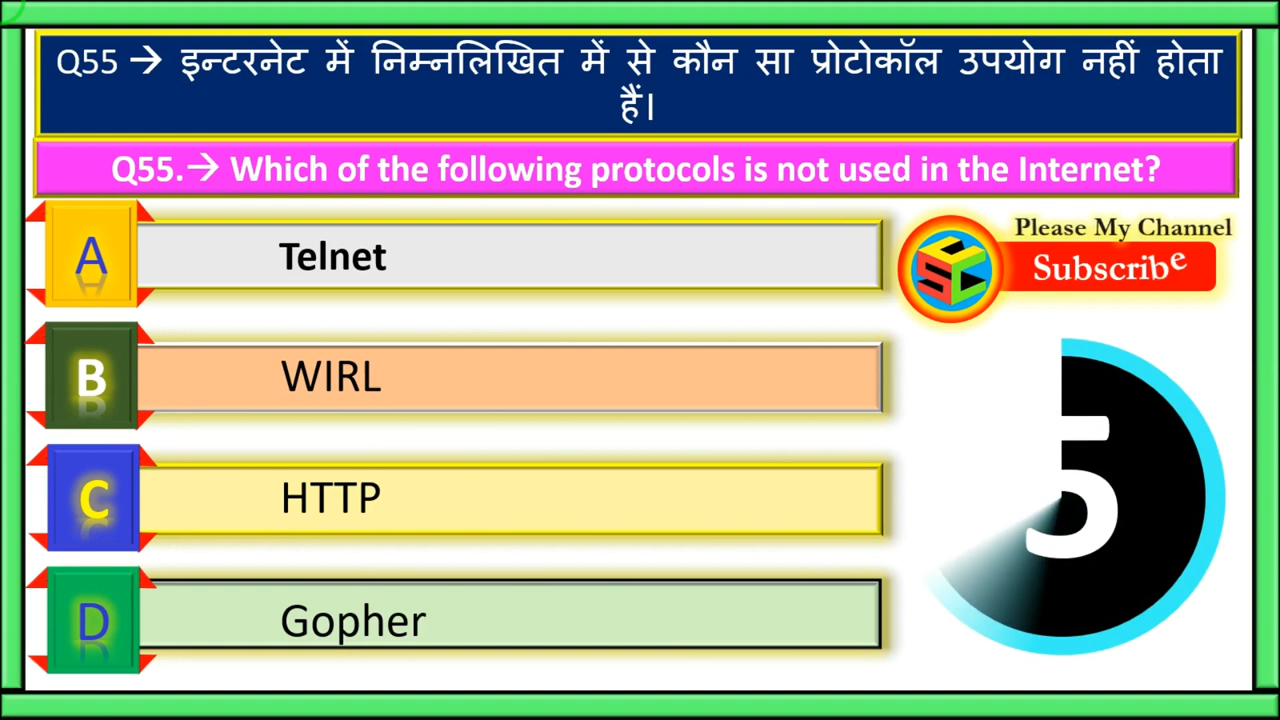 Q55 → इन्टरनेट में निम्नलिखित में से कौन सा प्रोटोकॉल उपयोग नहीं होता
हैं।
Q55.→ Which of the following protocols is not used in the Internet?
A Telnet
Please My Channel
Subscribe
B WIRL
C HTTP
D Gopher
5
SC